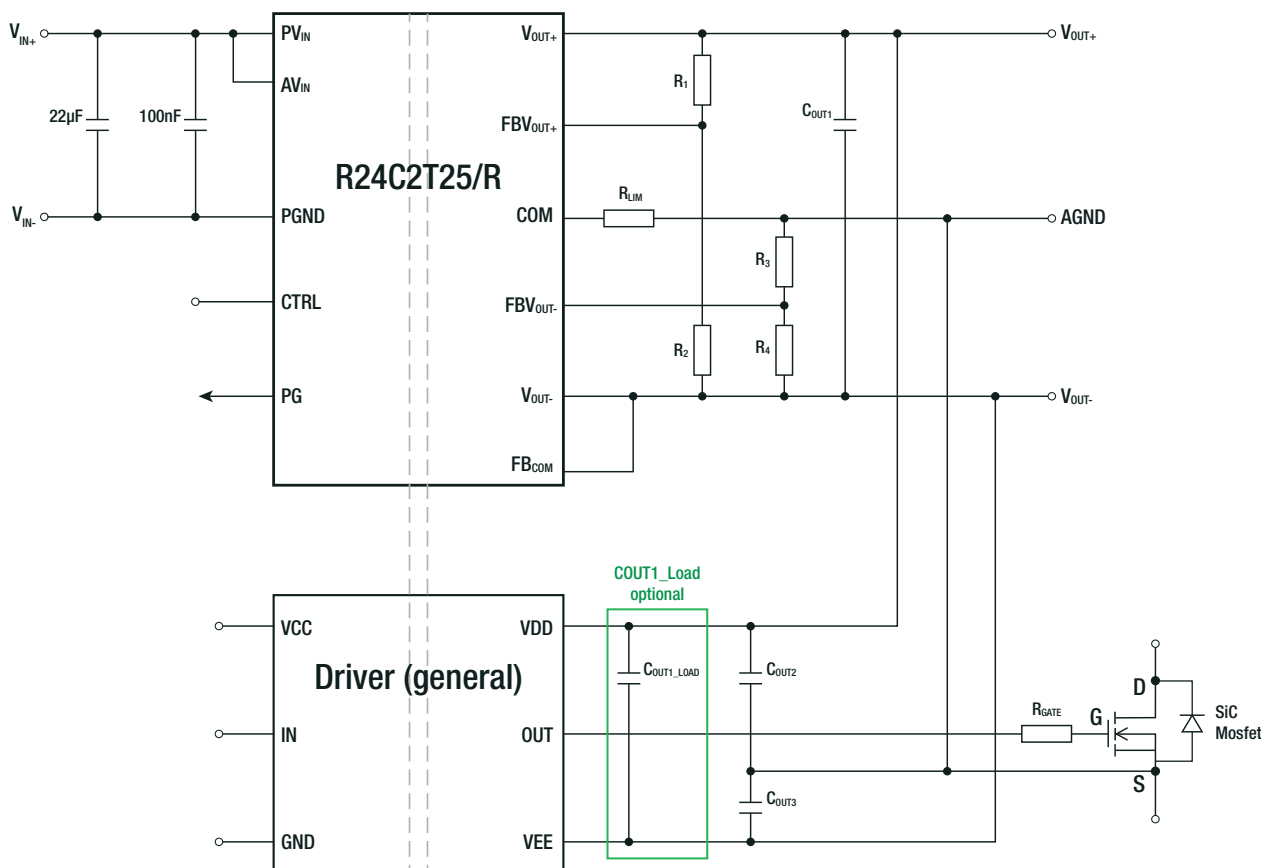 VIN+
PVIN
VOUT+
VOUT+
R1
AVIN
22µF
100nF
COUT1
FBVOUT+
R24C2T25/R
RLIM
VIN-
PGND
COM
AGND
R3
CTRL
FBVOUT-
R2
R4
PG
VOUT-
VOUT-
FBCOM
COUT1_Load
optional
VCC
VDD
Driver (general)
COUT1_LOAD
COUT2
D
RGATE
G
SiC
Mosfet
IN
OUT
S
COUT3
GND
VEE